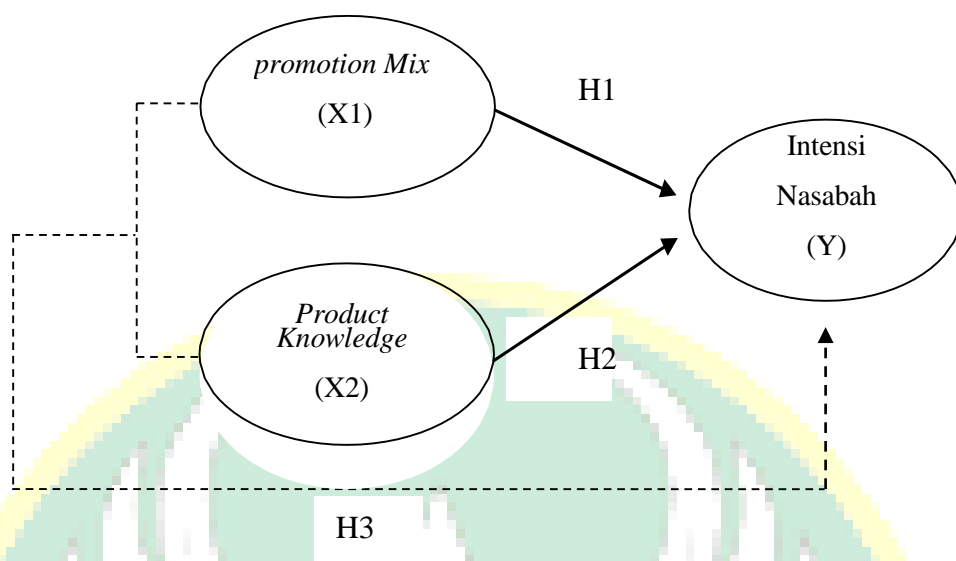 promotion Mix
(X1)
H1
Intensi
Nasabah
(Y)
Product
Knowledge
(X2)
H2
H3